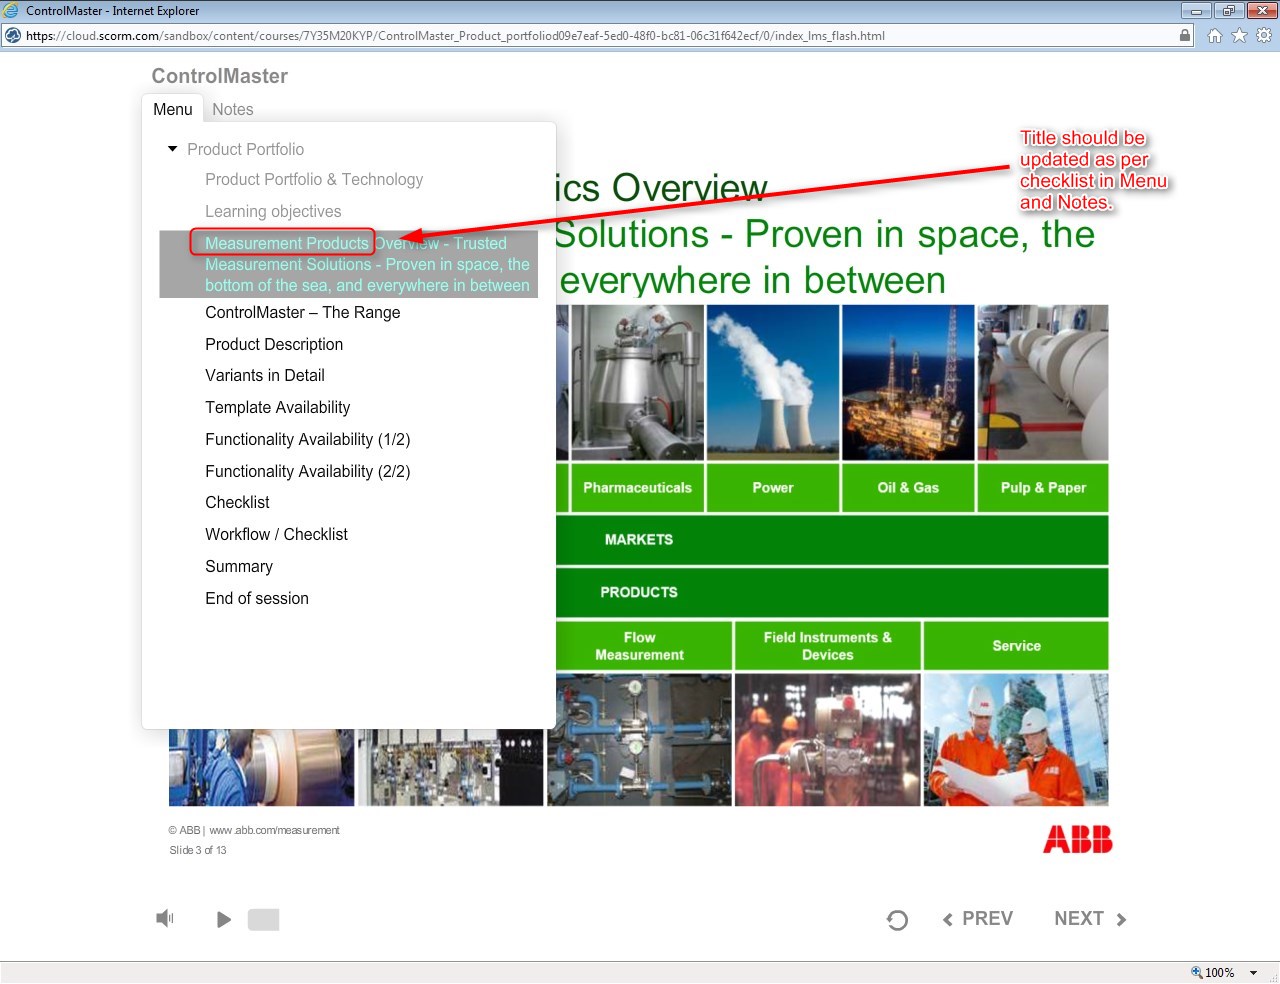 ControlMaster - Internet Explorer
https://cloud.scorm.com/sandbox/content/courses/7Y35M20KYP/ControlMaster_Product_portfoliod09e7eaf-5ed0-48f0-bc81-06c31f642ecf/0/index_lms_flash.html
ControlMaster
Menu Notes
Product Portfolio
Product Portfolio & Technology
Learning objectives
Measurement Products Overview - Trusted
Measurement Solutions - Proven in space, the
bottom of the sea, and everywhere in between
ControlMaster – The Range
Product Description
Variants in Detail
Template Availability
Functionality Availability (1/2)
Functionality Availability (2/2)
Checklist
Workflow / Checklist
Summary
End of session
Title should be
updated as per
checklist in Menu
and Notes.
ics Overview
Solutions - Proven in space, the
everywhere in between
Pharmaceuticals Power Oil & Gas Pulp & Paper
MARKETS
PRODUCTS
Flow
Measurement
Field Instruments &
Devices
Service
ABB
© ABB | www.abb.com/measurement
Slide 3 of 13
ABB
PREV NEXT
100%